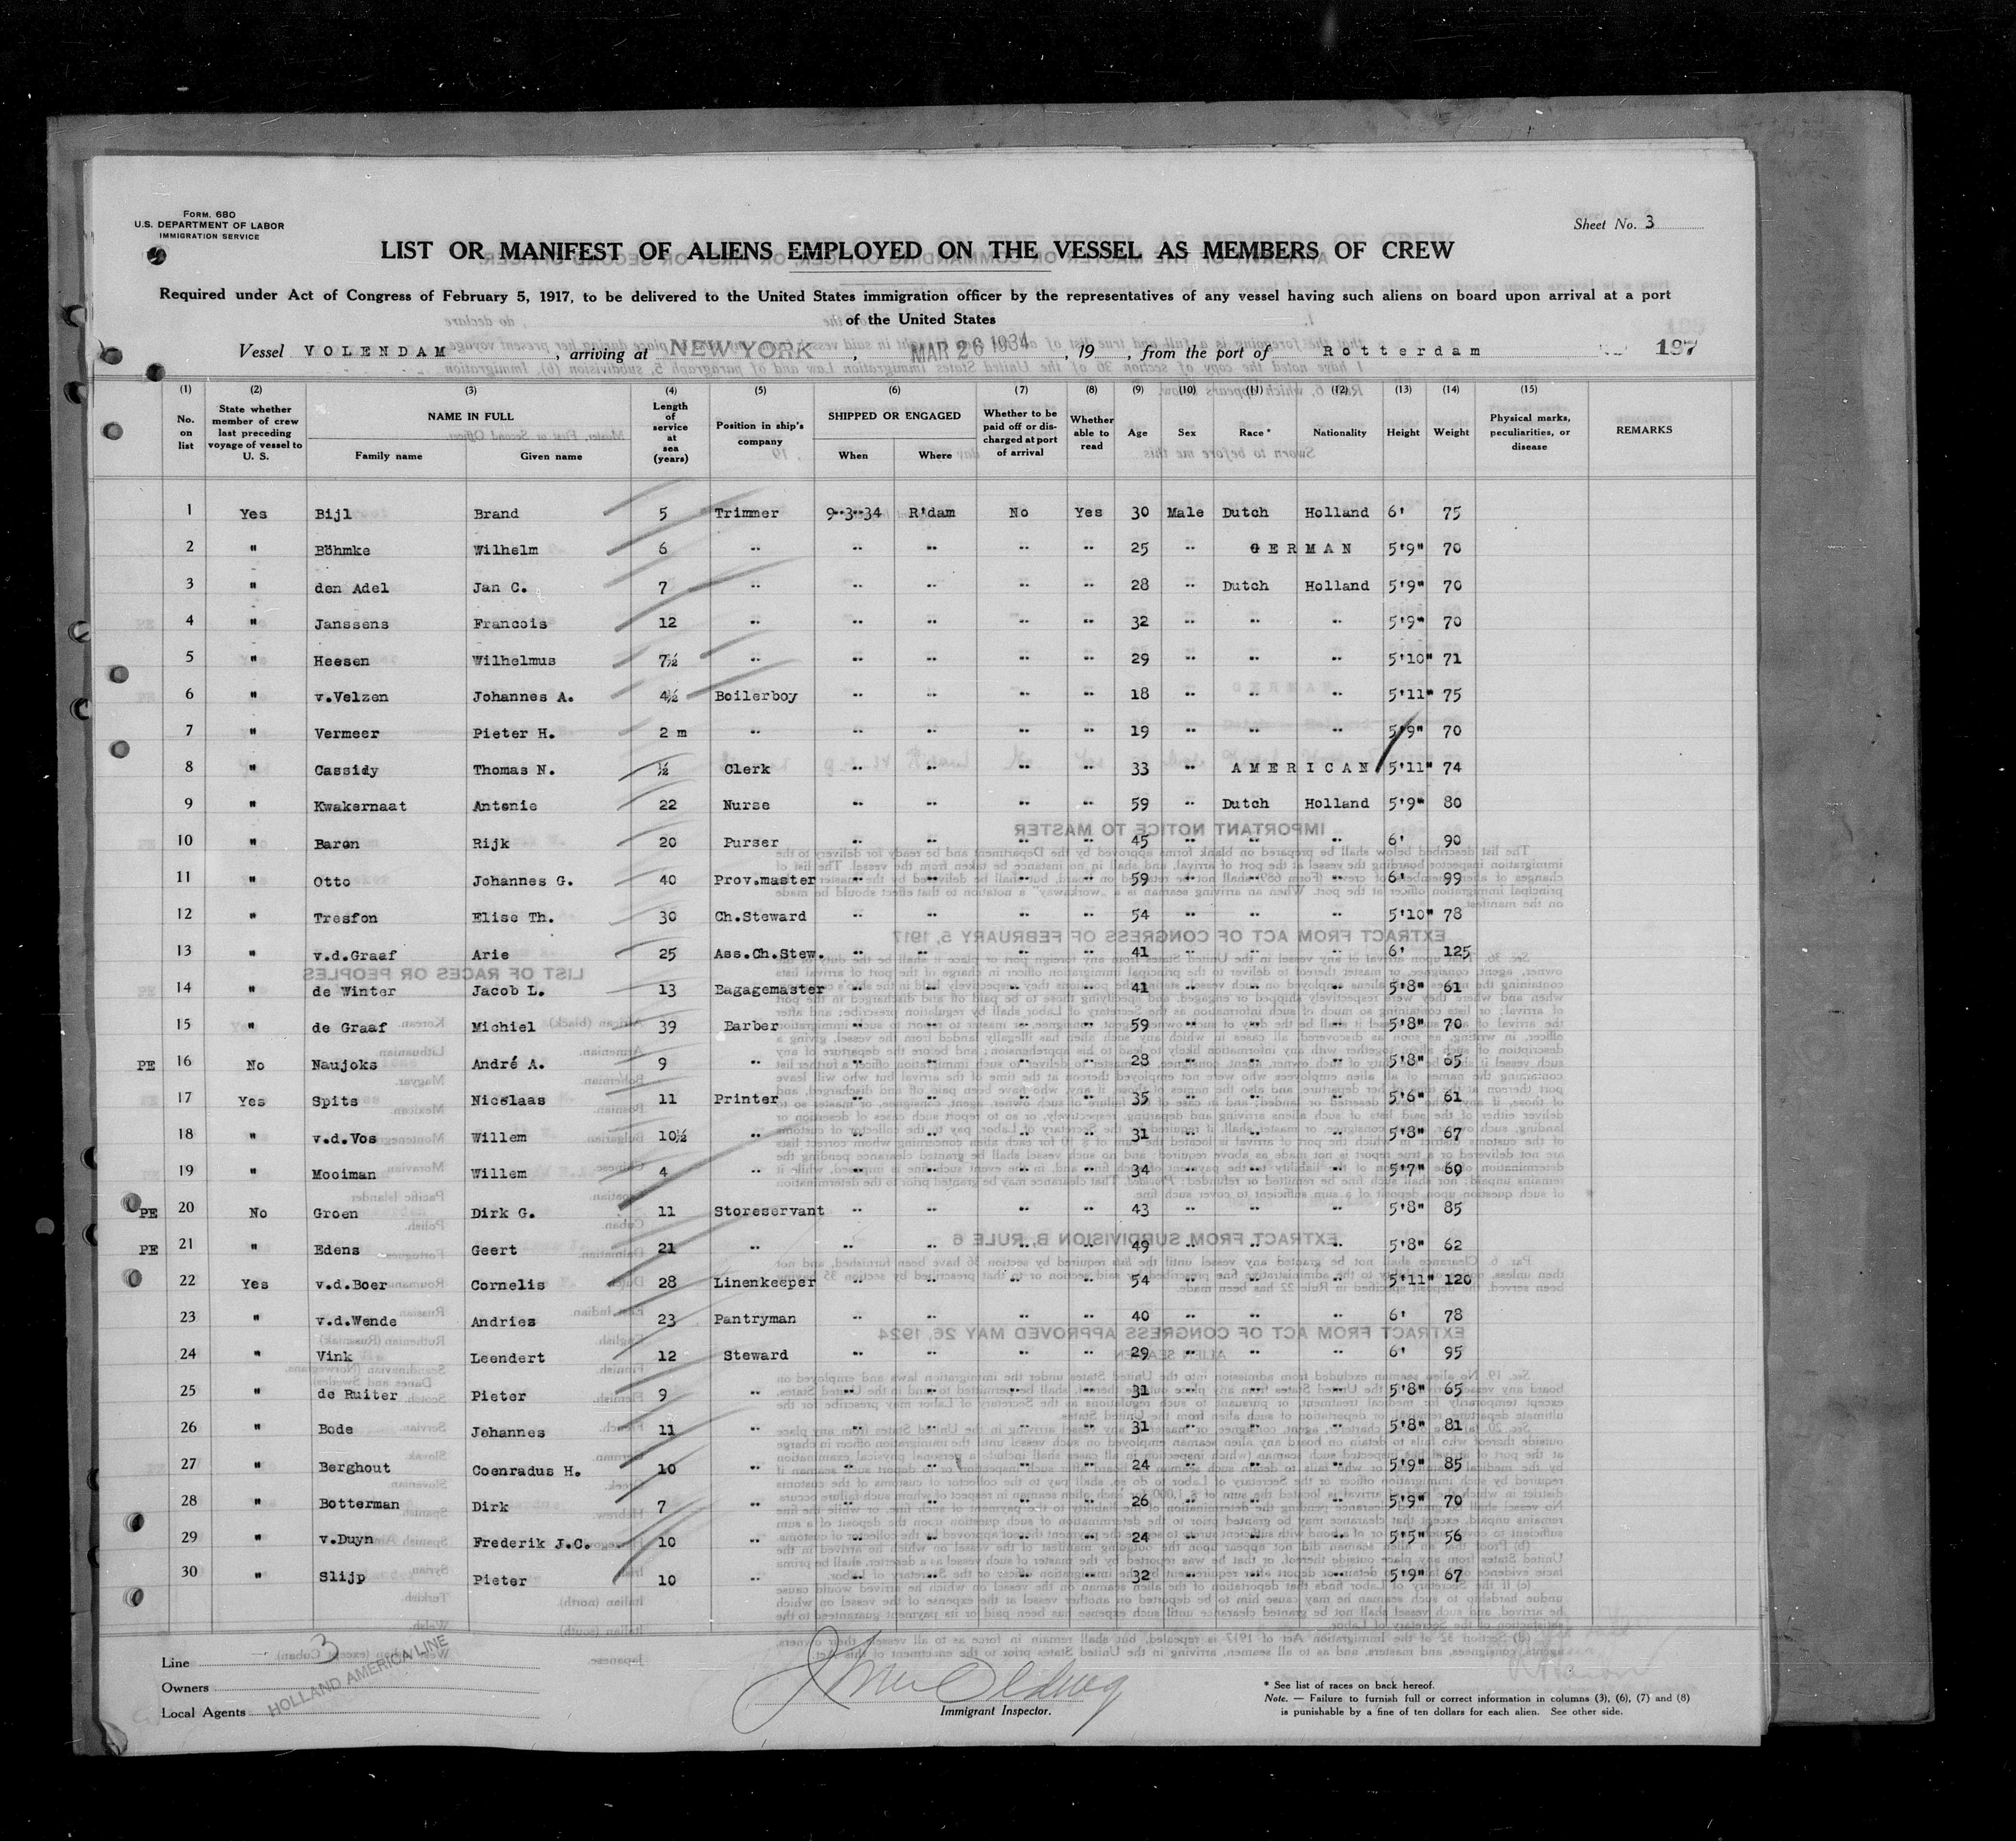 FORM. 680
U.S. DEPARTMENT OF LABOR
IMMIGRATION SERVICE
Sheet No. 3
LIST OR MANIFEST OF ALIENS EMPLOYED ON THE VESSEL AS MEMBERS OF CREW
Required under Act of Congress of February 5, 1917, to be delivered to the United States immigration officer by the representatives of any vessel having such aliens on board upon arrival at a port
of the United States
Vessel VOLENDAM, arriving at NEW YORK, MAR 26 1934, 19 , from the port of Rotterdam 187
(1) (2) (3) (4) (5) (6) (7) (8) (9) (10) (11) (12) (13) (14) (15)
No. on list | State whether member of crew last preceding voyage of vessel to U. S. | NAME IN FULL Family name Given name | Length of service at sea (years) | Position in ship's company | SHIPPED OR ENGAGED When Where | Whether to be paid off or discharged at port of arrival | Whether able to read | Age | Sex | Race * | Nationality | Height | Weight | Physical marks, peculiarities, or disease | REMARKS
1 Yes Bijl Brand 5 Trimmer 9-3-34 R'dam No Yes 30 Male Dutch Holland 6' 75
2 " Böhmke Wilhelm 6 " " " " " 25 " GERMAN 5'9" 70
3 " den Adel Jan C. 7 " " " " " 28 " Dutch Holland 5'9" 70
4 " Janssens Francois 12 " " " " " 32 " " " 5'9" 70
5 " Heesen Wilhelmus 7½ " " " " " 29 " " " 5'10" 71
6 " v.Velzen Johannes A. 4½ Boilerboy " " " " 18 " " " 5'11" 75
7 " Vermeer Pieter H. 2 m " " " " " 19 " " " 5'9" 70
8 " Cassidy Thomas N. ½ Clerk " " " " 33 " AMERICAN 5'11" 74
9 " Kwakernaat Antonie 22 Nurse " " " " 59 " Dutch Holland 5'9" 80
10 " Baron Rijk 20 Purser " " " " 45 " " " 6' 90
11 " Otto Johannes G. 40 Prov.master " " " " 59 " " " 6' 99
12 " Tresfon Elise Th. 30 Ch.Steward " " " " 54 " " " 5'10" 78
13 " v.d.Graaf Arie 25 Ass.Ch.Stew. " " " " 41 " " " 6' 125
14 " de Winter Jacob L. 13 Bagagemaster " " " " 41 " " " 5'8" 61
15 " de Graaf Michiel 39 Barber " " " " 59 " " " 5'8" 70
PE 16 No Naujoks André A. 9 " " " " " 28 " " " 5'8" 65
17 Yes Spits Nicolaas 11 Printer " " " " 35 " " " 5'6" 61
18 " v.d.Vos Willem 10½ " " " " " 31 " " " 5'8" 67
19 " Mooiman Willem 4 " " " " " 34 " " " 5'7" 60
PE 20 No Groen Dirk G. 11 Storeservant " " " " 43 " " " 5'8" 85
PE 21 " Edens Geert 21 " " " " " 49 " " " 5'8" 62
22 Yes v.d.Boer Cornelis 28 Linenkeeper " " " " 54 " " " 5'11" 120
23 " v.d.Wende Andries 23 Pantryman " " " " 40 " " " 6' 78
24 " Vink Leendert 12 Steward " " " " 29 " " " 6' 95
25 " de Ruiter Pieter 9 " " " " " 31 " " " 5'8" 65
26 " Bode Johannes 11 " " " " " 31 " " " 5'8" 81
27 " Berghout Coenradus H. 10 " " " " " 24 " " " 5'9" 85
28 " Botterman Dirk 7 " " " " " 26 " " " 5'9" 70
29 " v.Duyn Frederik J.C. 10 " " " " " 24 " " " 5'5" 56
30 " Slijp Pieter 10 " " " " " 32 " " " 5'9" 67
Line 3
Owners
Local Agents
HOLLAND AMERICA LINE
Immigrant Inspector.
* See list of races on back hereof.
Note. — Failure to furnish full or correct information in columns (3), (6), (7) and (8)
is punishable by a fine of ten dollars for each alien. See other side.